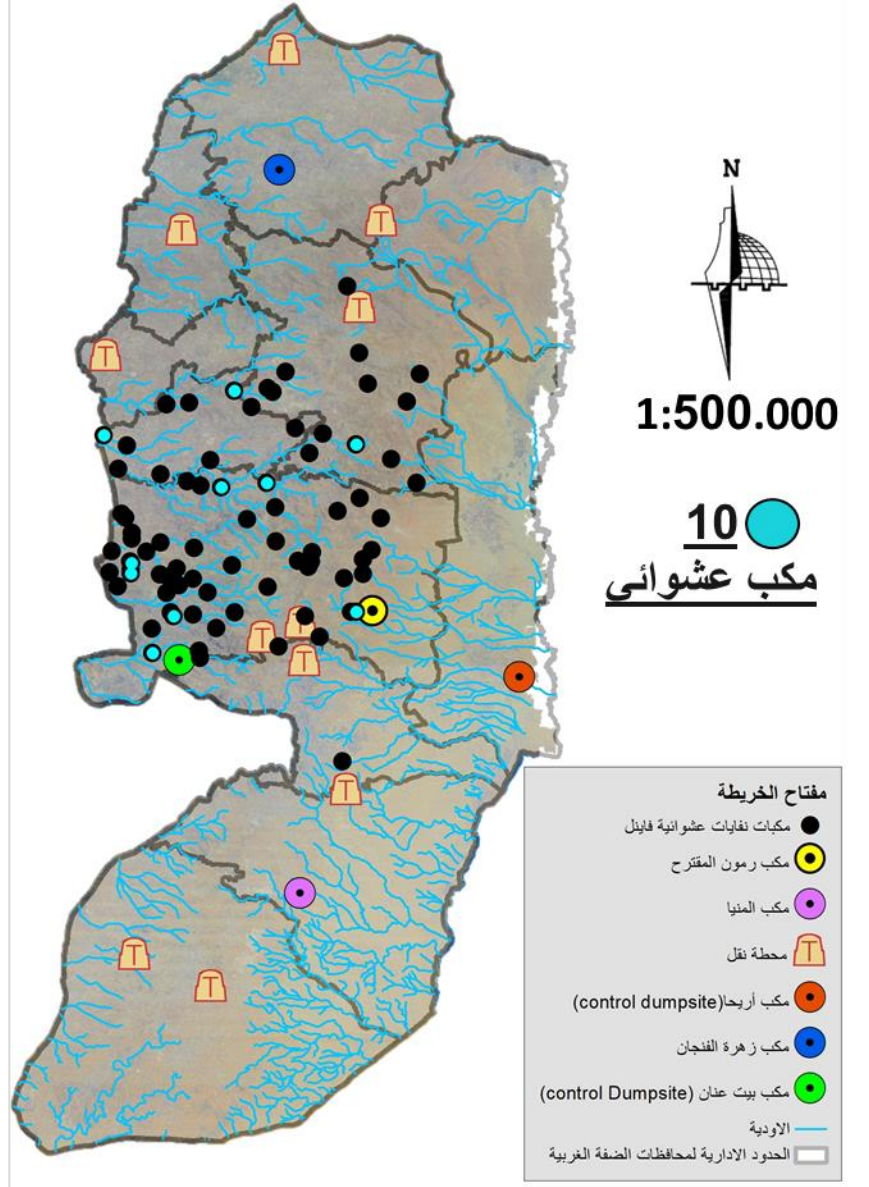 N
1:500.000
10
مكب عشوائي
مفتاح الخريطة
مكبات نفايات عشوائية فاينل
مكب رمون المقترح
مكب المنيا
محطة نقل
مكب أريحا(control dumpsite)
مكب زهرة الفنجان
مكب بيت عنان (control Dumpsite)
الاودية
الحدود الادارية لمحافظات الضفة الغربية
T
T
T
T
T
T
T
T
T
T
T
T